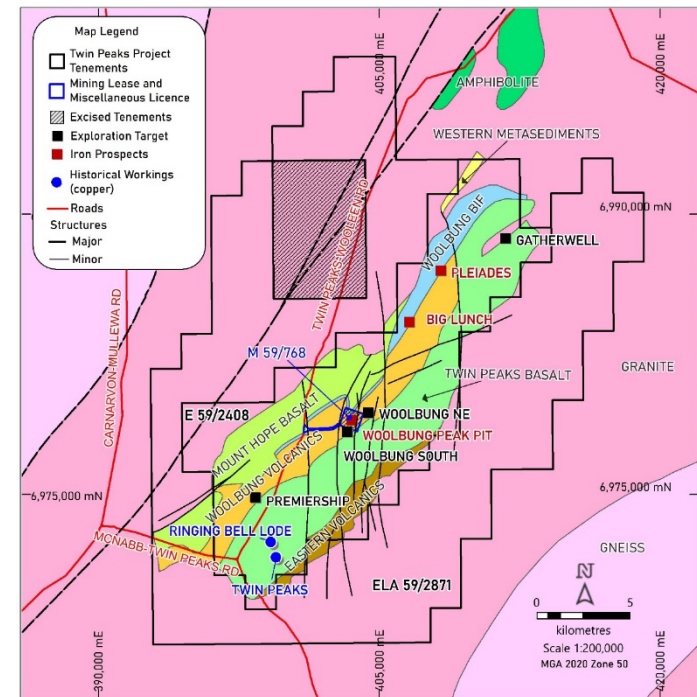 Map Legend
Twin Peaks Project
Tenements
Mining Lease and
Miscellaneous Licence
Excised Tenements
Exploration Target
Iron Prospects
Historical Workings
(copper)
Roads
Structures
Major
Minor
405,000 mE
420,000 mE
AMPHIBOLITE
WESTERN METASEDIMENTS
6,990,000 mN
WOOLBUNG BIF
GATHERWELL
TWIN PEAKS-WOOLEEN RD
PLEIADES
BIG LUNCH
CARNARVON-MULLEWA RD
M 59/768
GRANITE
TWIN PEAKS BASALT
E 59/2408
MOUNT HOPE BASALT
WOOLBUNG NE
WOOLBUNG PEAK PIT
WOOLBUNG SOUTH
WOOLBUNG VOLCANICS
6,975,000 mN
6,975,000 mN
PREMIERSHIP
RINGING BELL LODE
EASTERN VOLCANICS
MCNABB-TWIN PEAKS RD
TWIN PEAKS
GNEISS
ELA 59/2871
N
0 5
kilometres
Scale 1:200,000
MGA 2020 Zone 50
390,000 mE
405,000 mE
420,000 mE